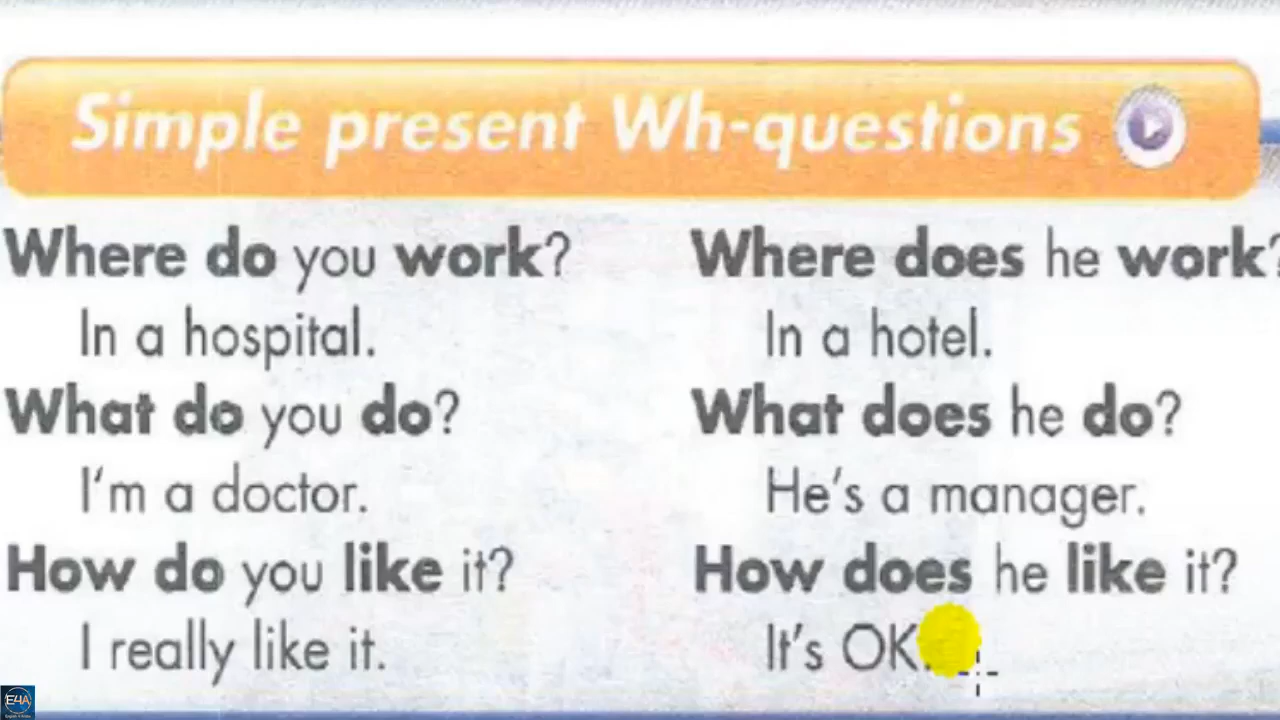 Simple present Wh-questions
Where do you work?
In a hospital.
What do you do?
I'm a doctor.
How do you like it?
I really like it.
Where does he work?
In a hotel.
What does he do?
He's a manager.
How does he like it?
It's OK.
E4A